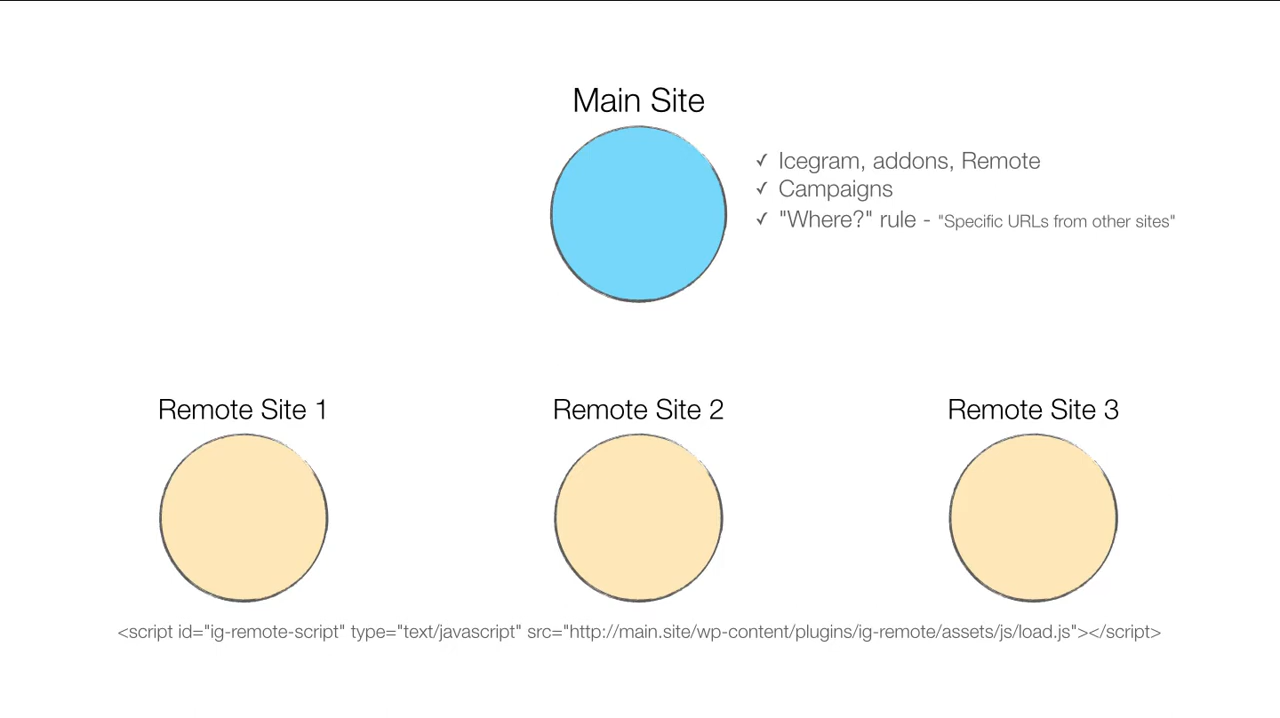 Main Site
✓ Icegram, addons, Remote
✓ Campaigns
✓ "Where?" rule - "Specific URLs from other sites"
Remote Site 1
Remote Site 2
Remote Site 3
<script id="ig-remote-script" type="text/javascript" src="http://main.site/wp-content/plugins/ig-remote/assets/js/load.js"></script>